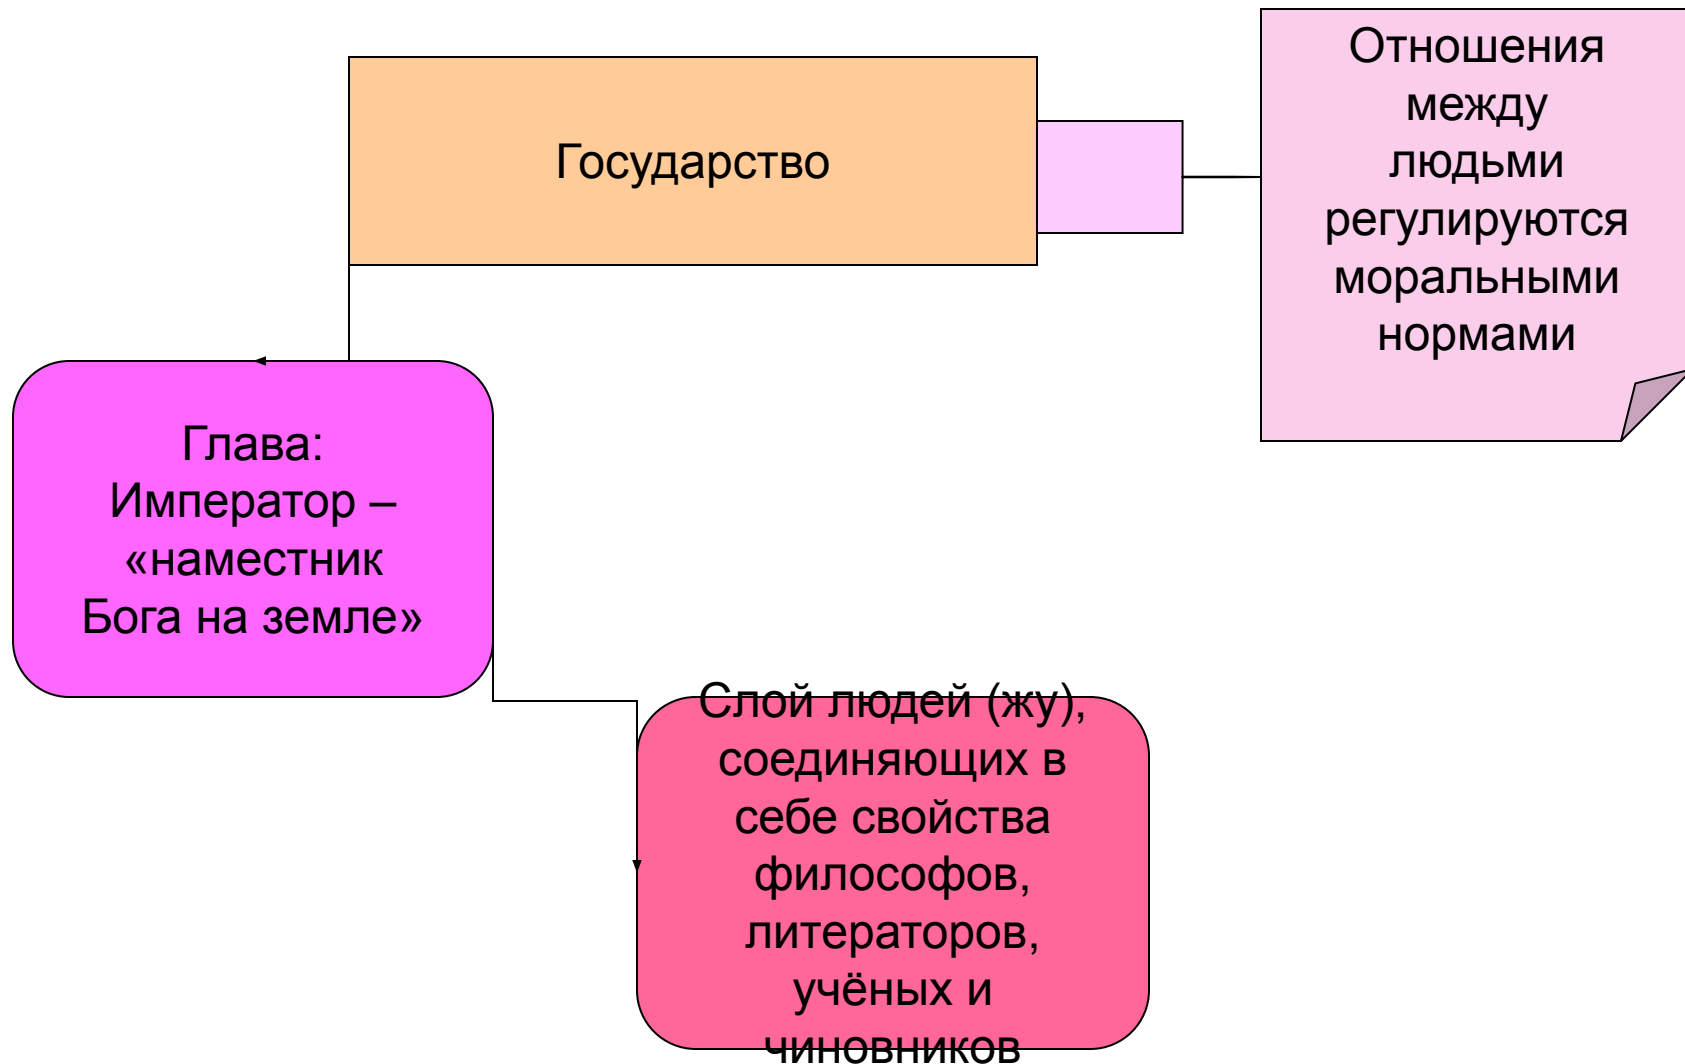 Государство
Отношения
между
людьми
регулируются
моральными
нормами
Глава:
Император –
«наместник
Бога на земле»
Слой людей (жу),
соединяющих в
себе свойства
философов,
литераторов,
учёных и
чиновников